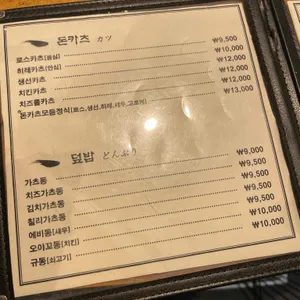 돈카츠 カツ
로스카츠(등심) ₩9,500
히레카츠(안심) ₩10,000
생선카츠 ₩12,000
치킨카츠 ₩12,000
치즈롤카츠 ₩13,000
*돈카츠모듬정식(로스,생선,히레,새우,고로케)
덮밥 どんぶり
가츠동 ₩9,000
치즈가츠동 ₩9,500
김치가츠동 ₩9,500
칠리가츠동 ₩9,500
에비동(새우) ₩9,500
오야꼬동(치킨) ₩10,000
규동(쇠고기) ₩10,000